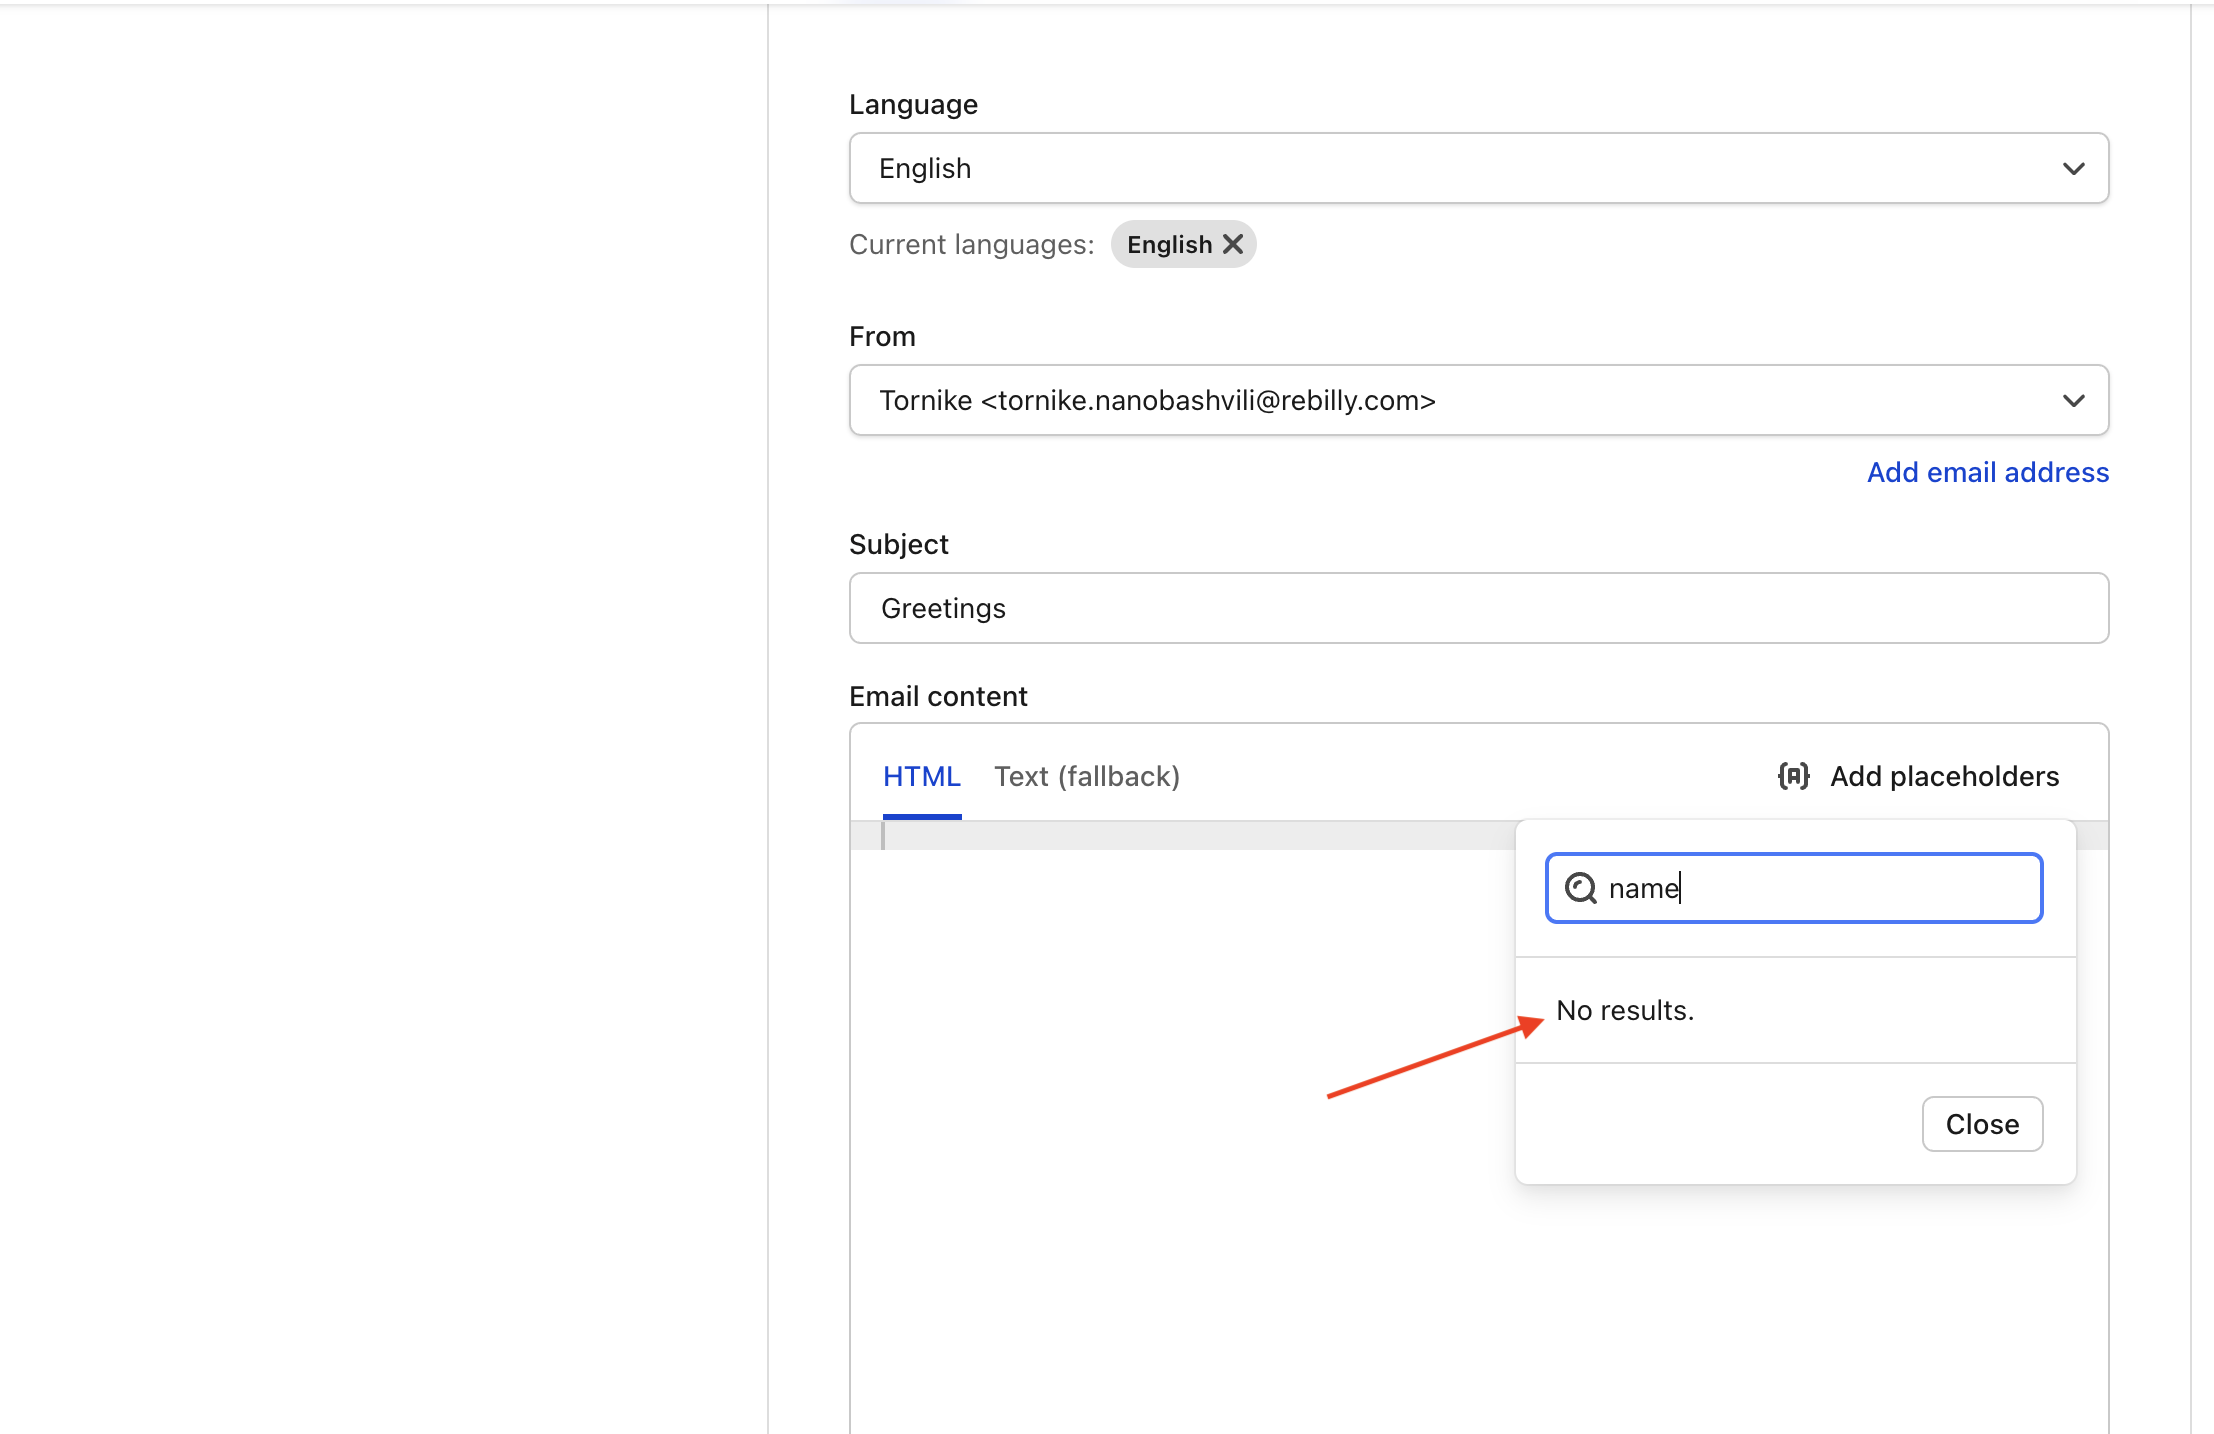 Language
English
Current languages: English
From
Tornike <tornike.nanobashvili@rebilly.com>
Add email address
Subject
Greetings
Email content
HTML Text (fallback) Add placeholders
name
No results.
Close